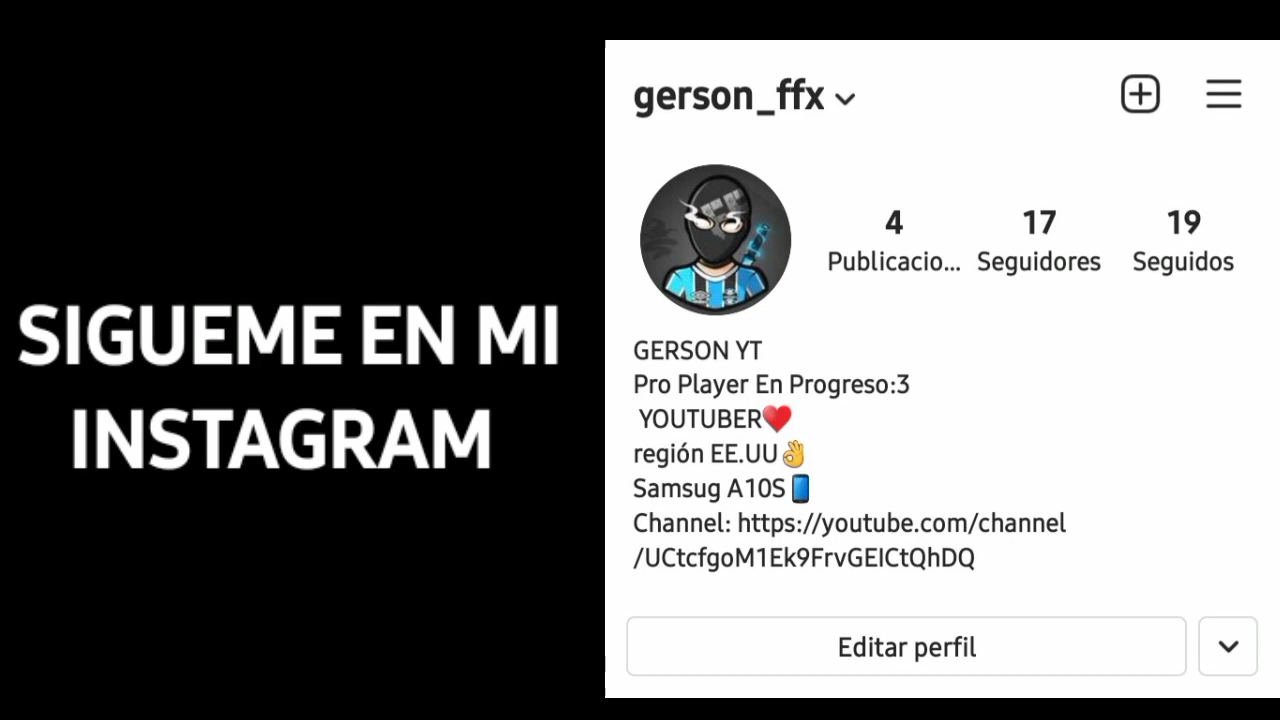 SIGUEME EN MI
INSTAGRAM
gerson_ffx
4
Publicacio...
17
Seguidores
19
Seguidos
GERSON YT
Pro Player En Progreso:3
YOUTUBER❤️
región EE.UU👌
Samsug A10S📱
Channel: https://youtube.com/channel
/UCtcfgoM1Ek9FrvGEICtQhDQ
Editar perfil